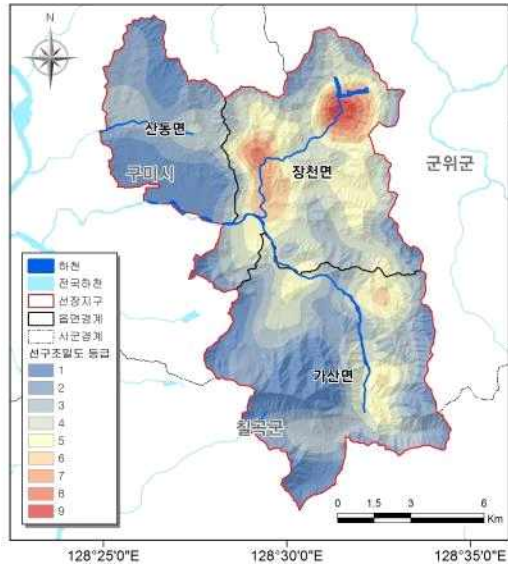 N
산동면
구미시
장천면
군위군
가산면
칠곡군
하천
전국하천
선장지구
읍면경계
시군경계
선구조밀도 등급
1
2
3
4
5
6
7
8
9
0 1.5 3 6
Km
128°25'0"E 128°30'0"E 128°35'0"E